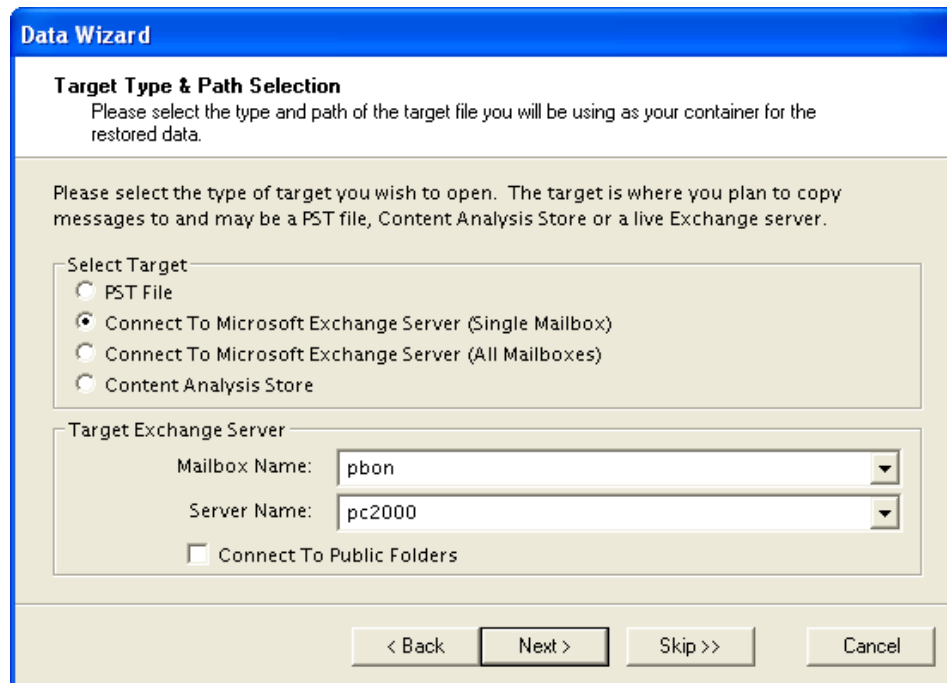 Data Wizard
Target Type & Path Selection
Please select the type and path of the target file you will be using as your container for the
restored data.
Please select the type of target you wish to open.  The target is where you plan to copy
messages to and may be a PST file, Content Analysis Store or a live Exchange server.
Select Target
PST File
Connect To Microsoft Exchange Server (Single Mailbox)
Connect To Microsoft Exchange Server (All Mailboxes)
Content Analysis Store
Target Exchange Server
Mailbox Name: pbon
Server Name: pc2000
Connect To Public Folders
< Back Next > Skip >> Cancel